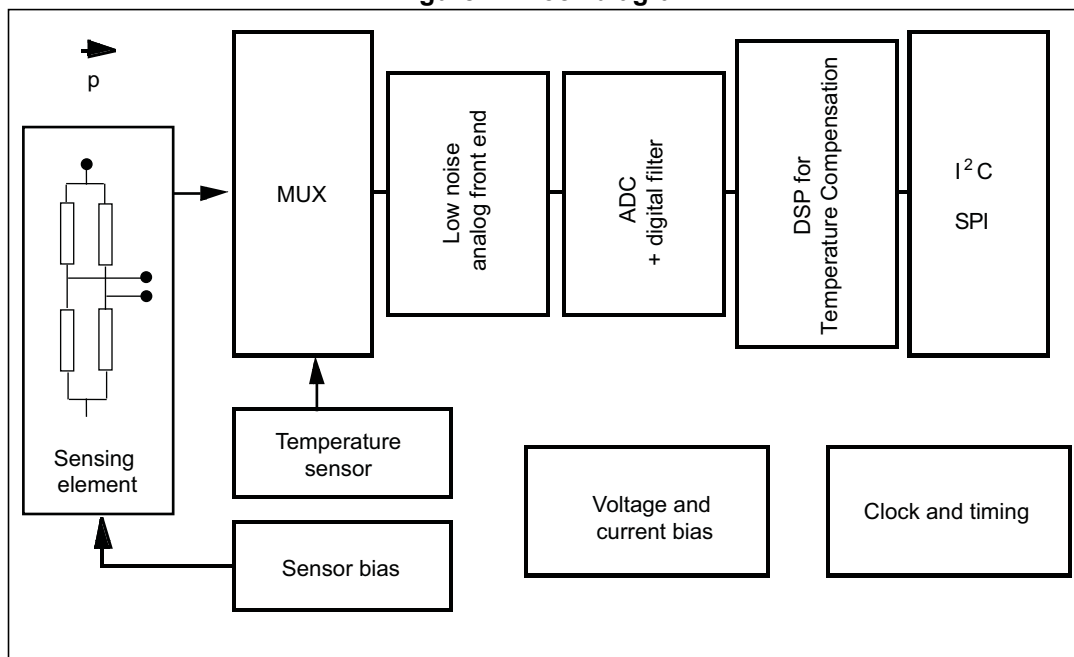 p
MUX
Low noise
analog front end
ADC
+ digital filter
DSP for
Temperature Compensation
I² C
SPI
Sensing
element
Temperature
sensor
Sensor bias
Voltage and
current bias
Clock and timing